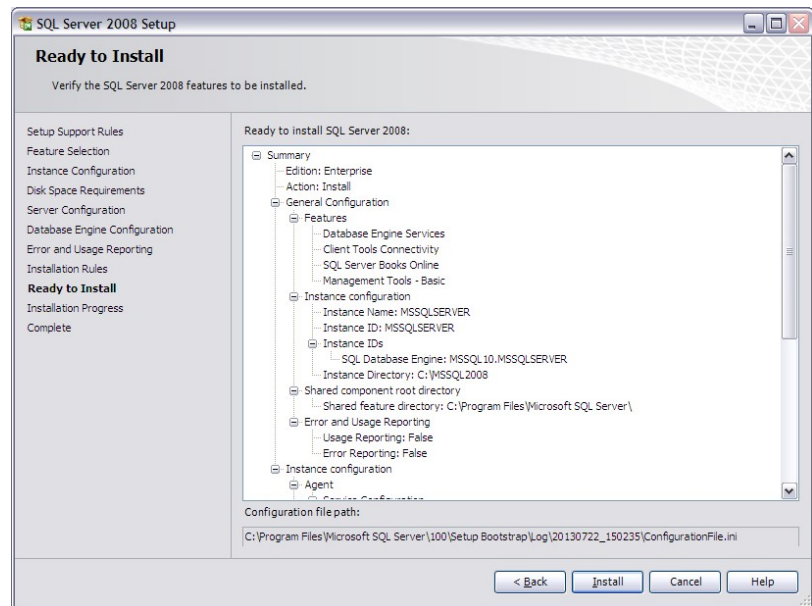 SQL Server 2008 Setup
Ready to Install
Verify the SQL Server 2008 features to be installed.
Setup Support Rules
Feature Selection
Instance Configuration
Disk Space Requirements
Server Configuration
Database Engine Configuration
Error and Usage Reporting
Installation Rules
Ready to Install
Installation Progress
Complete
Ready to install SQL Server 2008:
Summary
Edition: Enterprise
Action: Install
General Configuration
Features
Database Engine Services
Client Tools Connectivity
SQL Server Books Online
Management Tools - Basic
Instance configuration
Instance Name: MSSQLSERVER
Instance ID: MSSQLSERVER
Instance IDs
SQL Database Engine: MSSQL10.MSSQLSERVER
Instance Directory: C:\MSSQL2008
Shared component root directory
Shared feature directory: C:\Program Files\Microsoft SQL Server\
Error and Usage Reporting
Usage Reporting: False
Error Reporting: False
Instance configuration
Agent
Service Configuration
Configuration file path:
C:\Program Files\Microsoft SQL Server\100\Setup Bootstrap\Log\20130722_150235\ConfigurationFile.ini
< Back
Install
Cancel
Help